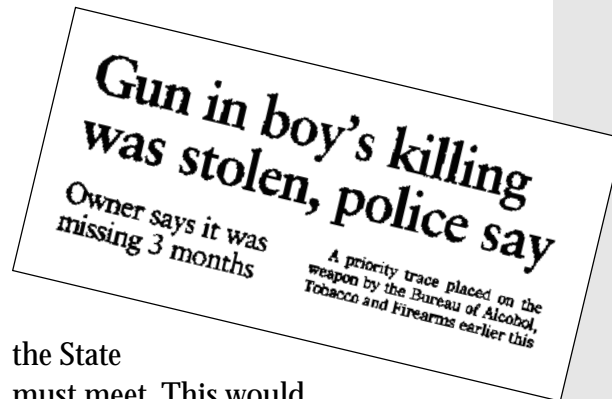 Gun in boy's killing
was stolen, police say
Owner says it was
missing 3 months
A priority trace placed on the
weapon by the Bureau of Alcohol,
Tobacco and Firearms earlier this
the State
must meet. This would